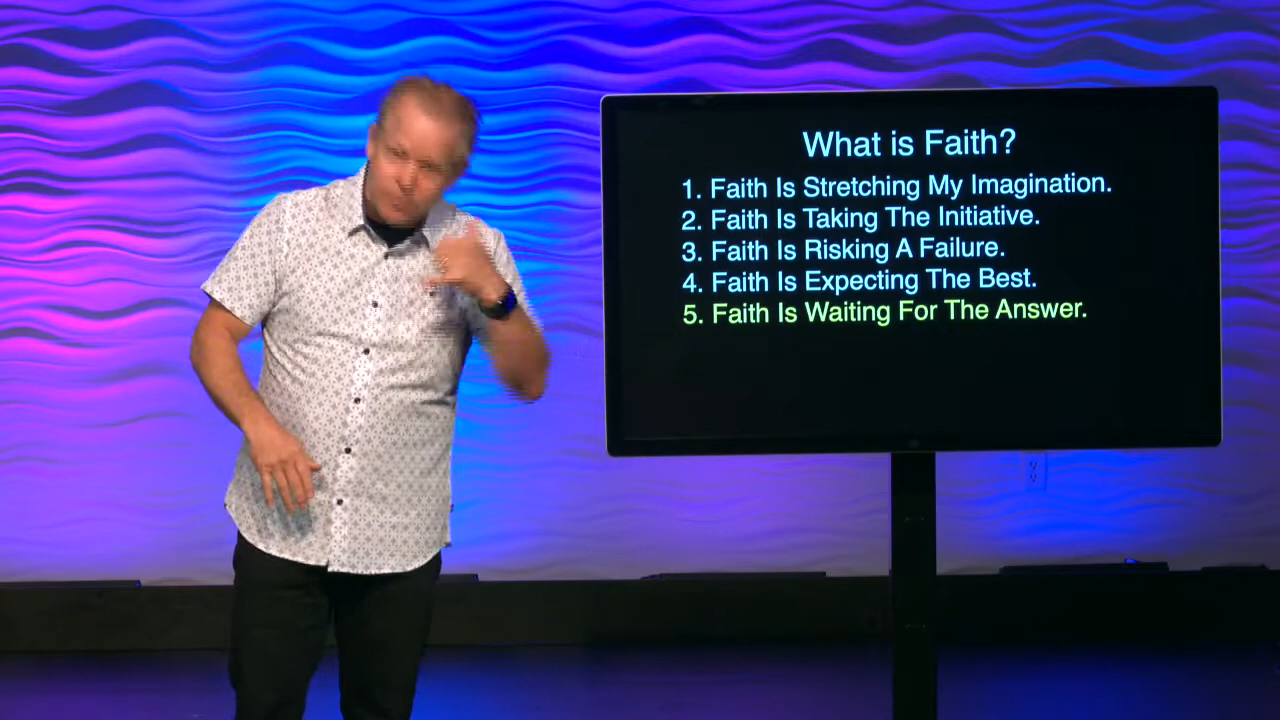 What is Faith?
1. Faith Is Stretching My Imagination.
2. Faith Is Taking The Initiative.
3. Faith Is Risking A Failure.
4. Faith Is Expecting The Best.
5. Faith Is Waiting For The Answer.